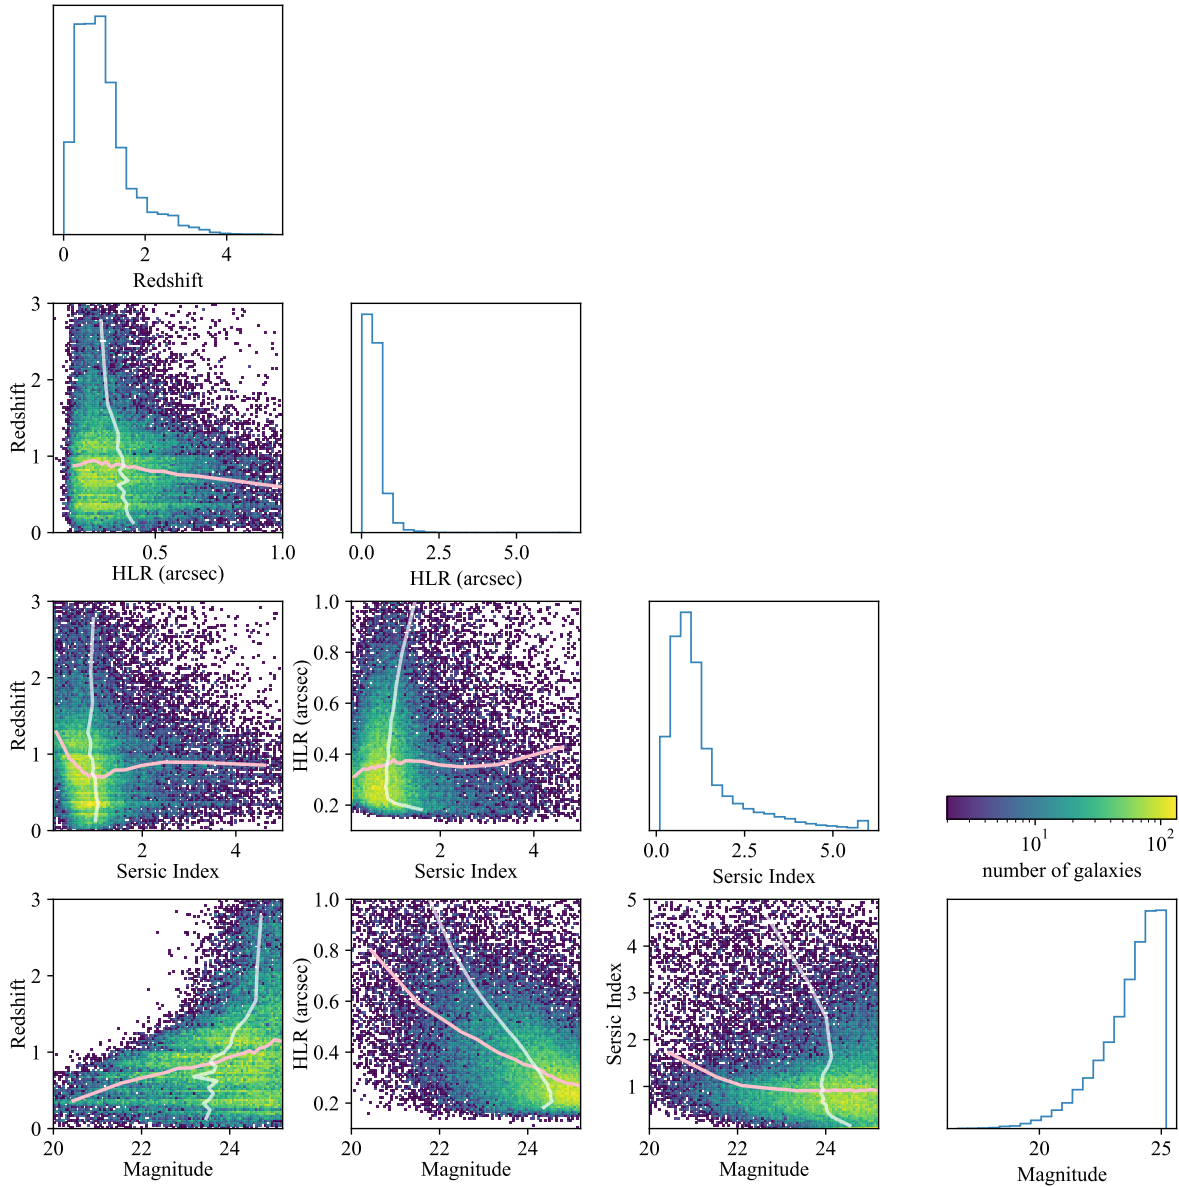 0 2 4
Redshift
3
2
1
0
Redshift
0.5 1.0
HLR (arcsec)
0.0 2.5 5.0
HLR (arcsec)
3
2
1
0
Redshift
2 4
Sersic Index
1.0
0.8
0.6
0.4
0.2
HLR (arcsec)
2 4
Sersic Index
0.0 2.5 5.0
Sersic Index
10^1 10^2
number of galaxies
3
2
1
0
Redshift
20 22 24
Magnitude
1.0
0.8
0.6
0.4
0.2
HLR (arcsec)
20 22 24
Magnitude
5
4
3
2
1
Sersic Index
20 22 24
Magnitude
20 25
Magnitude